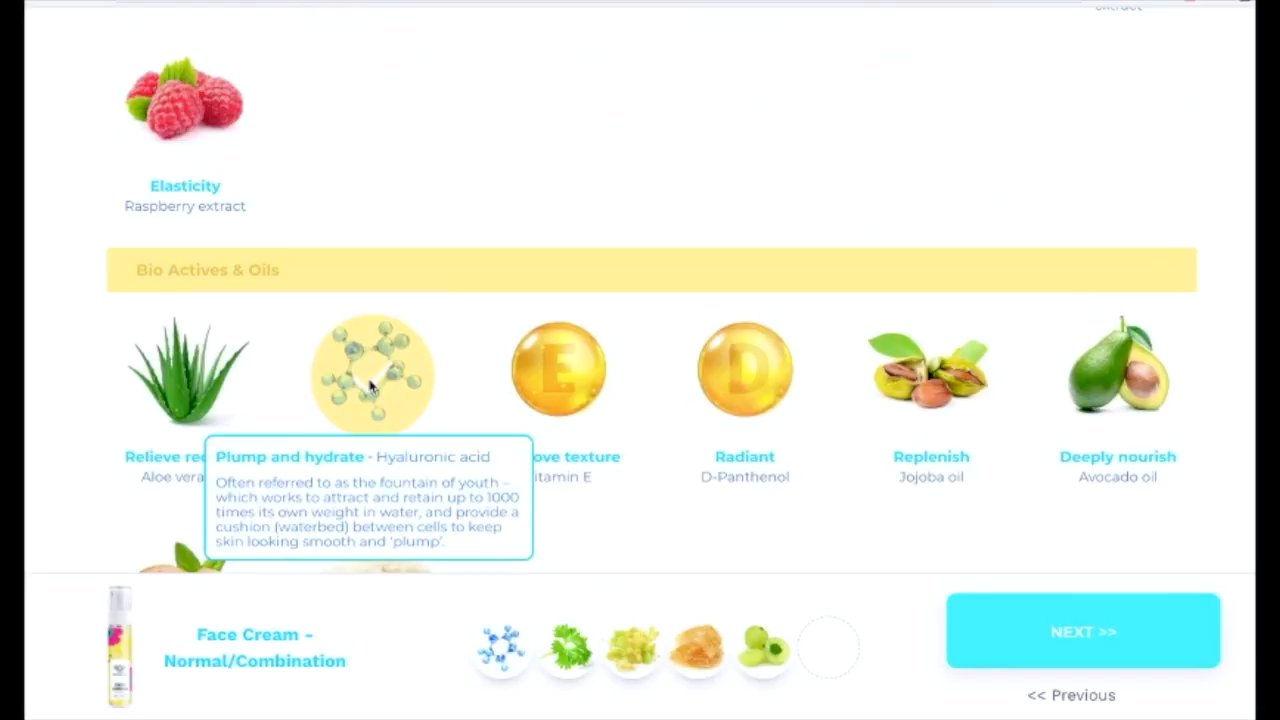 Elasticity
Raspberry extract
Bio Actives & Oils
E
D
Relieve
Aloe vera
Plump and hydrate - Hyaluronic acid
Often referred to as the fountain of youth –
which works to attract and retain up to 1000
times its own weight in water, and provide a
cushion (waterbed) between cells to keep
skin looking smooth and 'plump'.
texture
E
Radiant
D-Panthenol
Replenish
Jojoba oil
Deeply nourish
Avocado oil
Face Cream –
Normal/Combination
NEXT >>
<< Previous